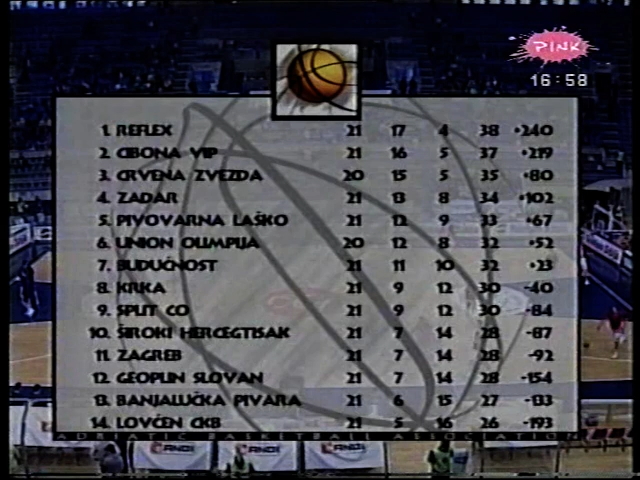 PINK
16:58
1. REFLEX 21 17 4 38 +240
2. CIBONA VIP 21 16 5 37 +219
3. CRVENA ZVEZDA 20 15 5 35 +80
4. ZADAR 21 13 8 34 +102
5. PIVOVARNA LAŠKO 21 12 9 33 +67
6. UNION OLIMPIJA 20 12 8 32 +52
7. BUDUĆNOST 21 11 10 32 +23
8. KRKA 21 9 12 30 -40
9. SPLIT CO 21 9 12 30 -84
10. ŠIROKI HERCEGTISAK 21 7 14 28 -87
11. ZAGREB 21 7 14 28 -92
12. GEOPLIN SLOVAN 21 7 14 28 -154
13. BANJALUČKA PIVARA 21 6 15 27 -133
14. LOVĆEN CKB 21 5 16 26 -193
ADRIATIC BASKETBALL ASSOCIATION